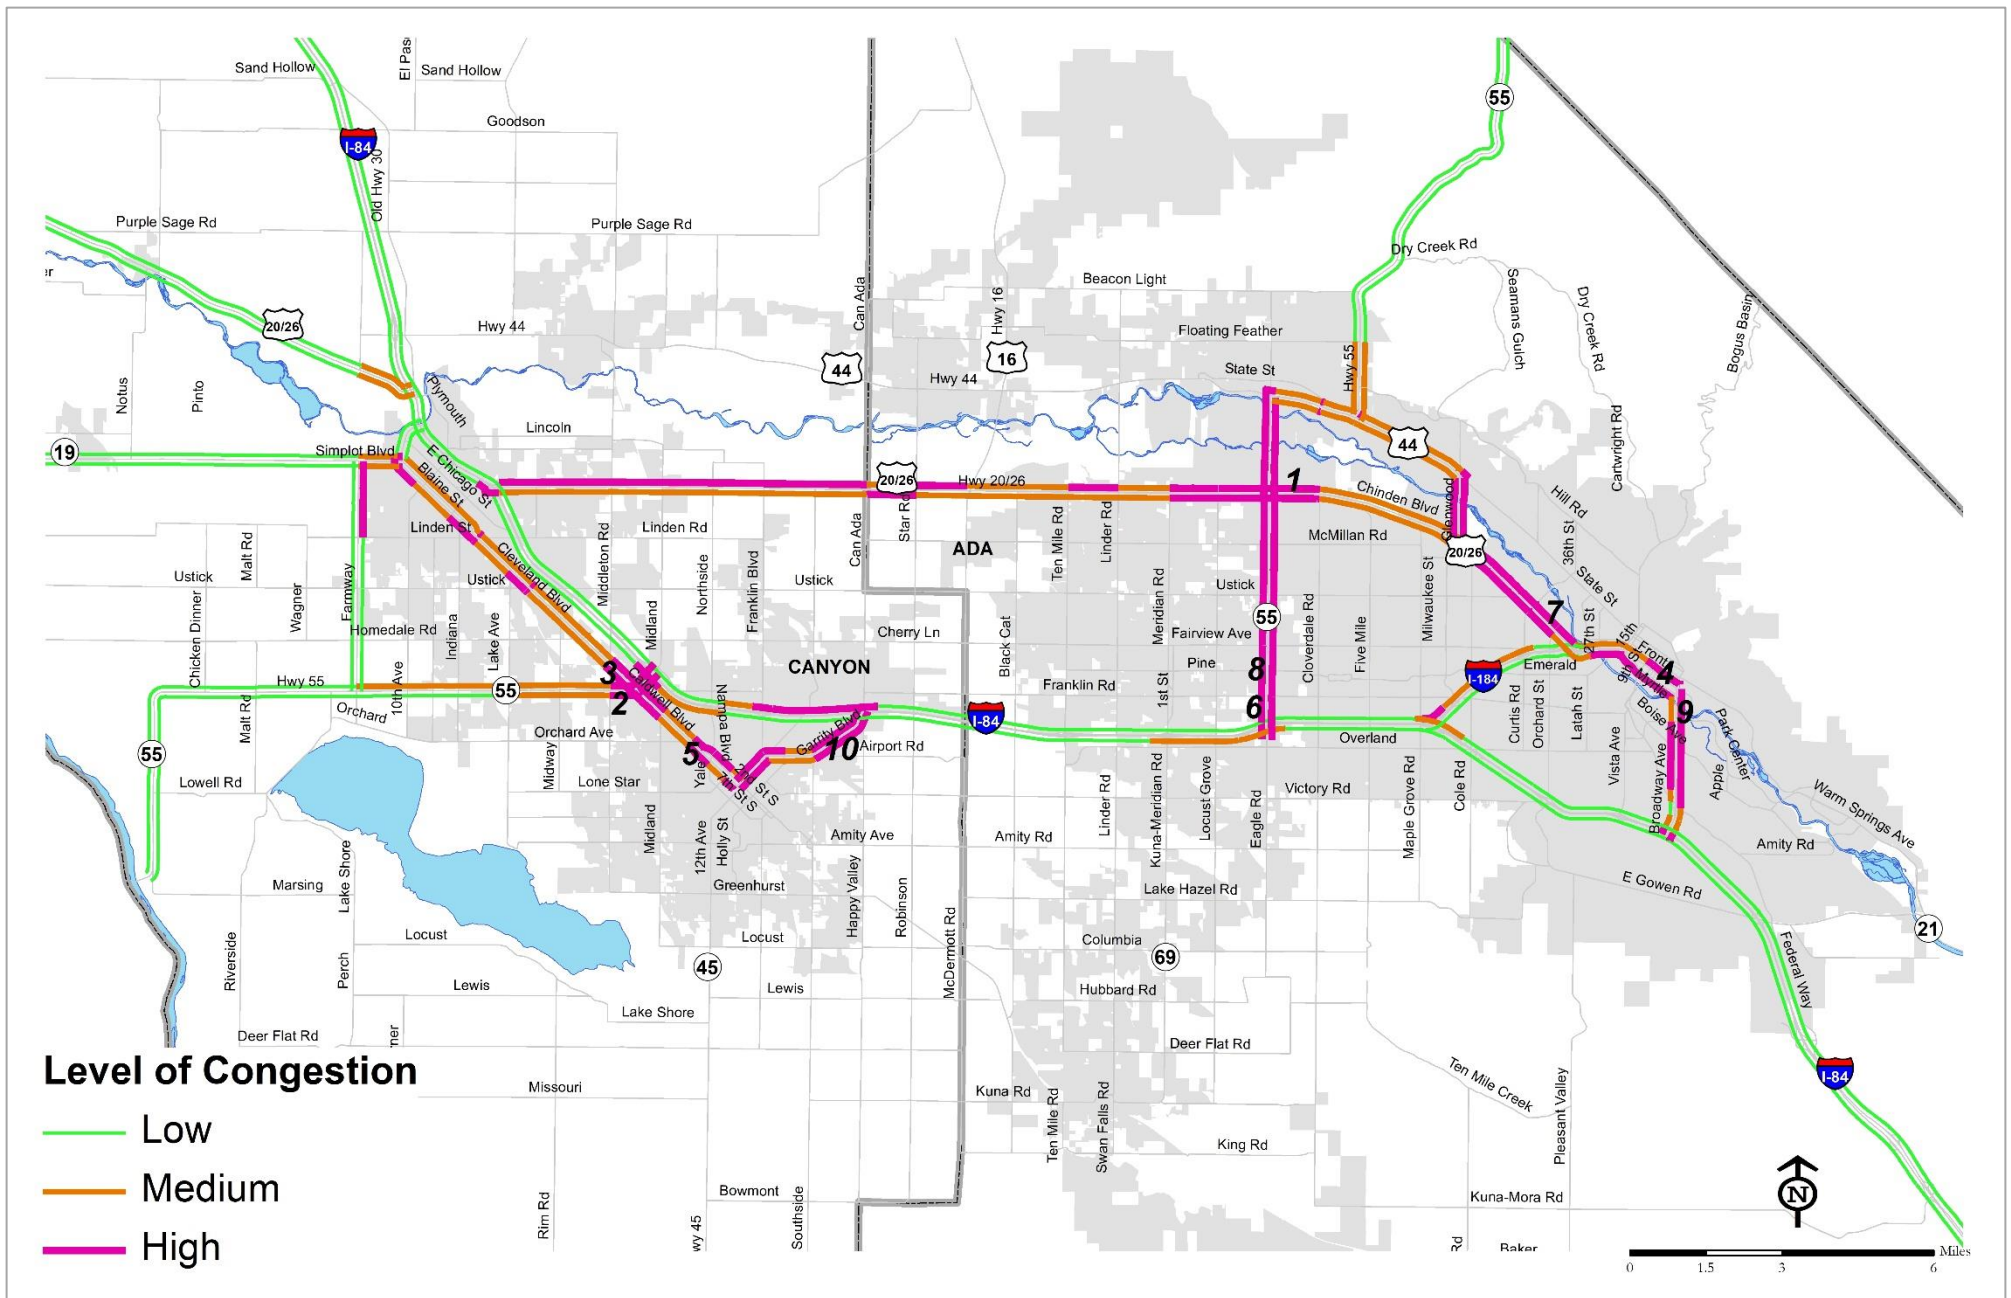 Sand Hollow
El Pas
Sand Hollow
55
Goodson
I-84
Old Hwy 30
Purple Sage Rd
Purple Sage Rd
Dry Creek Rd
Beacon Light
Can Ada
Hwy 16
Seamans Gulch
Dry Creek Rd
Bogus Basin
er
20/26
Hwy 44
Floating Feather
44
16
Hwy 44
State St
Hwy 55
Notus
Pinto
Plymouth
Lincoln
44
Cartwright Rd
19
Simplot Blvd
E Chicago St
Blaine St
20/26
Hwy 20/26
1
Chinden Blvd
Glenwood
Hill Rd
Linden St
Linden Rd
Can Ada
Star Rd
ADA
Ten Mile Rd
Linder Rd
McMillan Rd
20/26
36th St
Malt Rd
Ustick
Wagner
Farmway
Cleveland Blvd
Ustick
Middleton Rd
Northside
Franklin Blvd
Ustick
Ustick
Meridian Rd
Milwaukee St
State St
Chicken Dinner
Homedale Rd
Indiana
Lake Ave
Midland
Cherry Ln
Black Cat
Fairview Ave
55
Cloverdale Rd
Five Mile
7
27th St
15th
Front
CANYON
3
Caldwell Blvd
Pine
8
Emerald
9th St
Myrtle
4
Hwy 55
10th Ave
55
2
Franklin Rd
1st St
6
I-184
Curtis Rd
Orchard St
Latah St
Boise Ave
9
Park Center
Malt Rd
Orchard
Orchard Ave
Nampa Blvd
Garrity Blvd
10
Airport Rd
I-84
Overland
Vista Ave
Broadway Ave
Apple
55
Lowell Rd
Midway
Lone Star
5
Yale
2nd St S
7th St S
Linder Rd
Kuna-Meridian Rd
Locust Grove
Eagle Rd
Victory Rd
Maple Grove Rd
Cole Rd
Warm Springs Ave
Midland
12th Ave
Holly St
Amity Ave
Amity Rd
Amity Rd
Marsing
Lake Shore
Greenhurst
Happy Valley
Robinson
Lake Hazel Rd
E Gowen Rd
Riverside
Perch
Locust
Locust
McDermott Rd
Columbia
69
21
45
Federal Way
Lewis
Lewis
Hubbard Rd
Lake Shore
Deer Flat Rd
ner
Deer Flat Rd
Level of Congestion
Missouri
Kuna Rd
Ten Mile Rd
Swan Falls Rd
Ten Mile Creek
Pleasant Valley
I-84
Low
King Rd
Medium
Rim Rd
Bowmont
wy 45
Southside
Kuna-Mora Rd
N
High
Rd
Baker
Miles
0 1.5 3 6